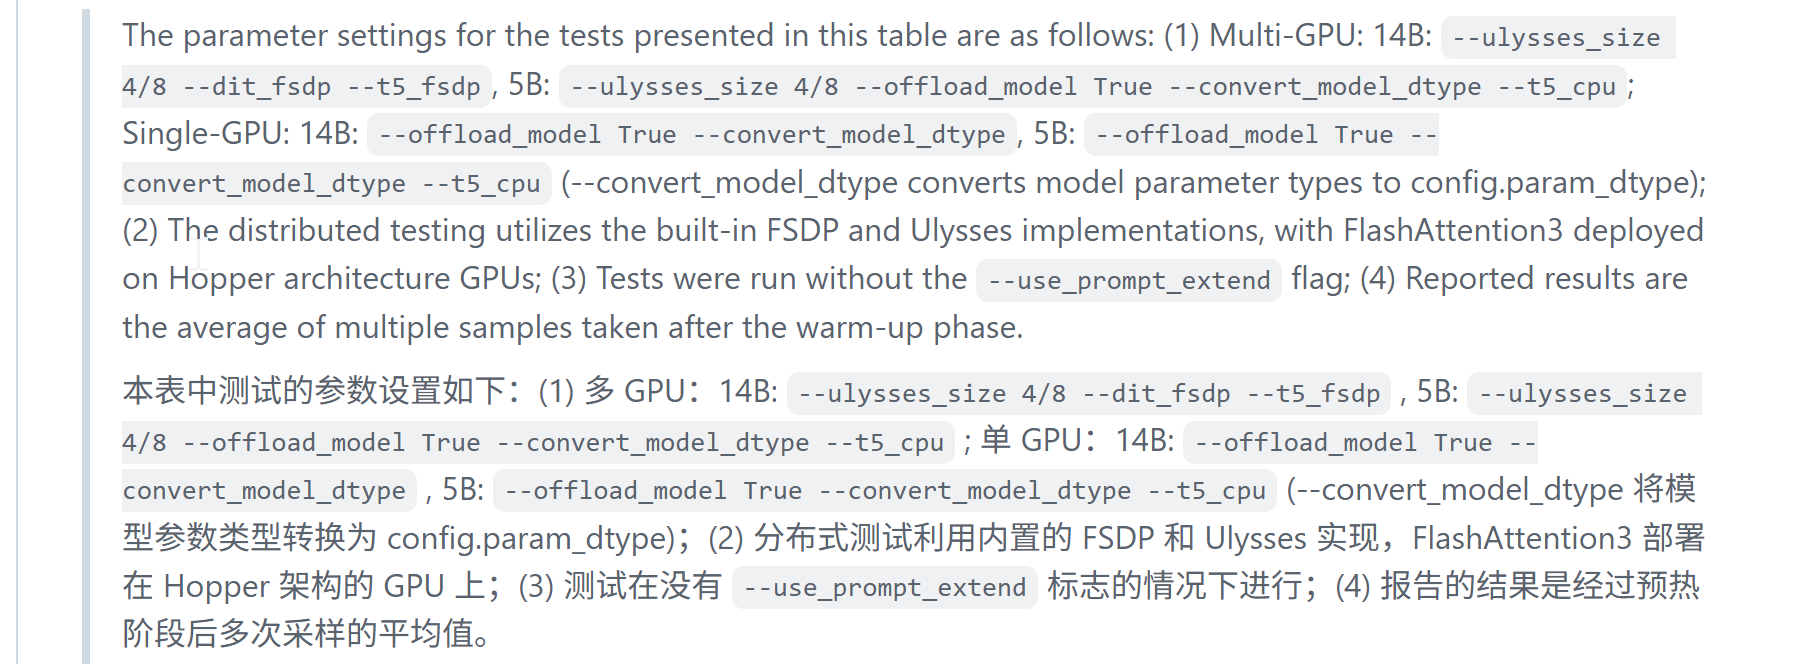 The parameter settings for the tests presented in this table are as follows: (1) Multi-GPU: 14B: --ulysses_size
4/8 --dit_fsdp --t5_fsdp, 5B: --ulysses_size 4/8 --offload_model True --convert_model_dtype --t5_cpu;
Single-GPU: 14B: --offload_model True --convert_model_dtype, 5B: --offload_model True --
convert_model_dtype --t5_cpu (--convert_model_dtype converts model parameter types to config.param_dtype);
(2) The distributed testing utilizes the built-in FSDP and Ulysses implementations, with FlashAttention3 deployed
on Hopper architecture GPUs; (3) Tests were run without the --use_prompt_extend flag; (4) Reported results are
the average of multiple samples taken after the warm-up phase.
本表中测试的参数设置如下：(1) 多 GPU：14B: --ulysses_size 4/8 --dit_fsdp --t5_fsdp , 5B: --ulysses_size
4/8 --offload_model True --convert_model_dtype --t5_cpu ; 单 GPU：14B: --offload_model True --
convert_model_dtype , 5B: --offload_model True --convert_model_dtype --t5_cpu (--convert_model_dtype 将模
型参数类型转换为 config.param_dtype)；(2) 分布式测试利用内置的 FSDP 和 Ulysses 实现，FlashAttention3 部署
在 Hopper 架构的 GPU 上；(3) 测试在没有 --use_prompt_extend 标志的情况下进行；(4) 报告的结果是经过预热
阶段后多次采样的平均值。